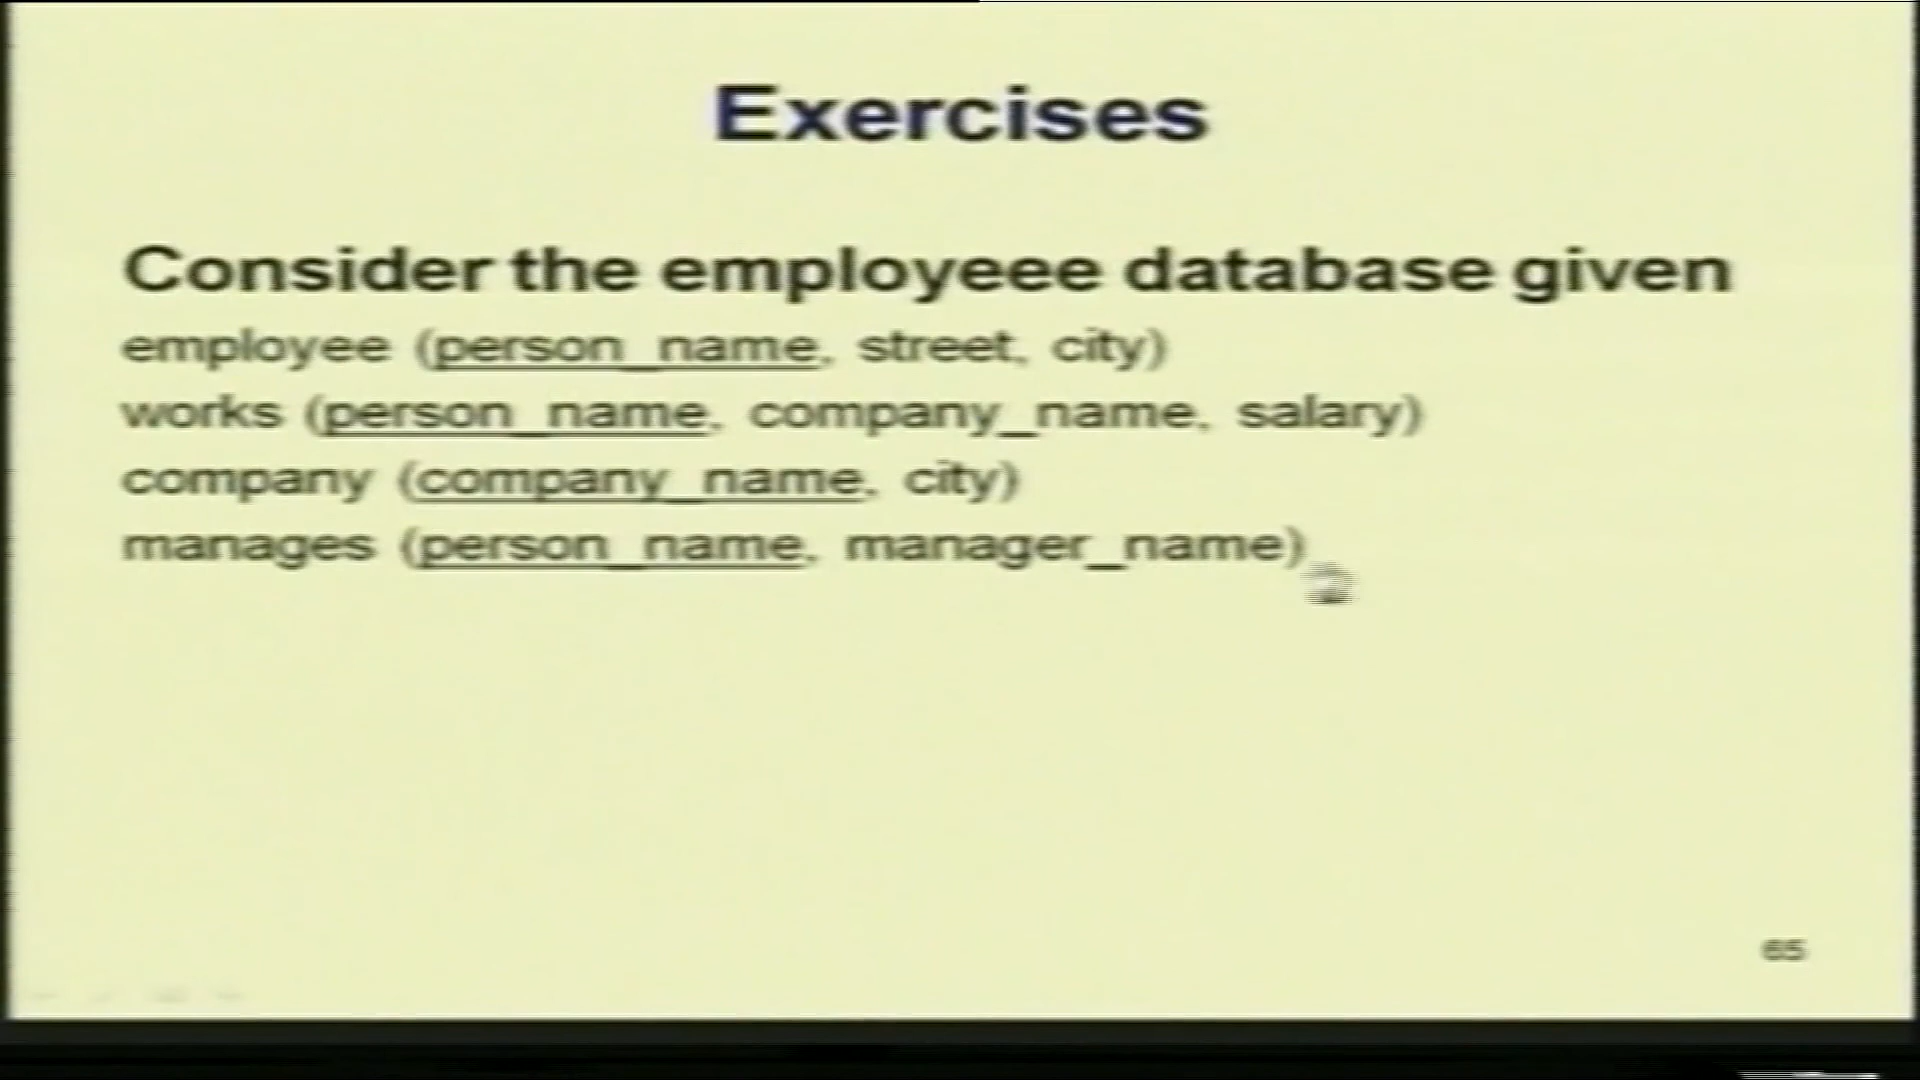 Exercises
Consider the employeee database given
employee (person_name, street, city)
works (person_name, company_name, salary)
company (company_name, city)
manages (person_name, manager_name)
65